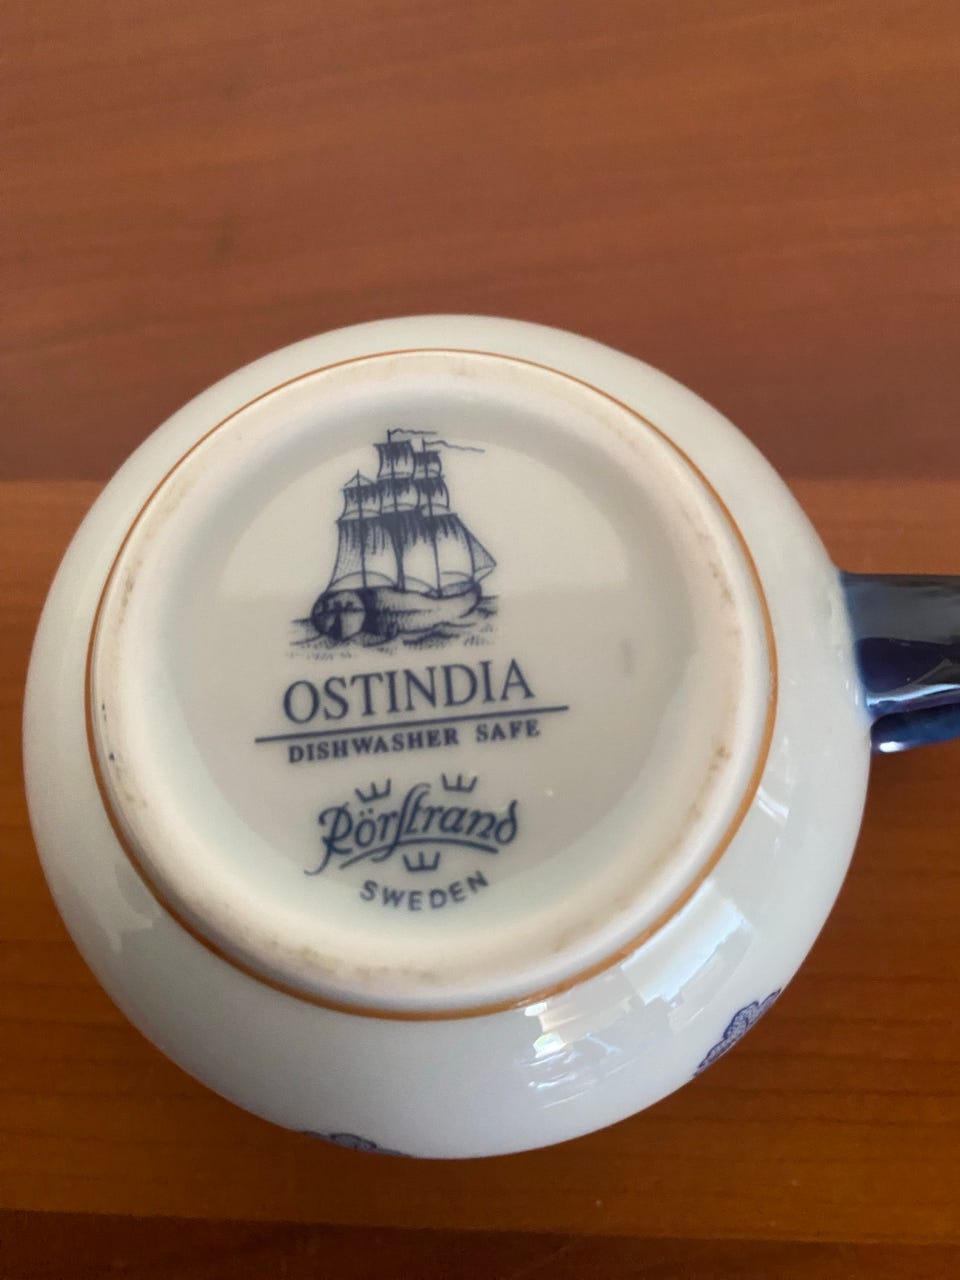 OSTINDIA
DISHWASHER SAFE
Rörstrand
SWEDEN